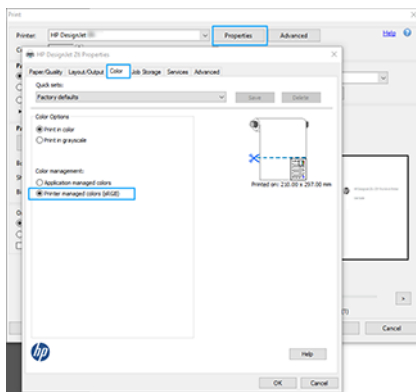 Print
Printer: HP DesignJet
Properties
Advanced
Help
HP DesignJet Z6 Properties
Paper/Quality Layout/Output Color Job Storage Services Advanced
Quick sets:
Factory defaults
Save
Delete
Color Options
Print in color
Print in grayscale
Color management:
Application managed colors
Printer managed colors (sRGB)
Printed on: 210.00 x 297.00 mm
hp
Help
OK
Cancel
Cancel